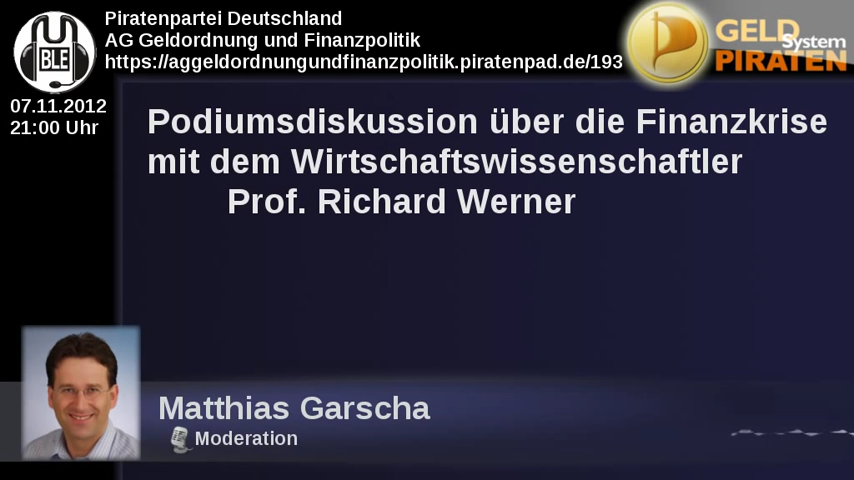 Piratenpartei Deutschland
AG Geldordnung und Finanzpolitik
https://aggeldordnungundfinanzpolitik.piratenpad.de/193
GELD
System
PIRATEN
BLE
07.11.2012
21:00 Uhr
Podiumsdiskussion über die Finanzkrise
mit dem Wirtschaftswissenschaftler
Prof. Richard Werner
Matthias Garscha
Moderation